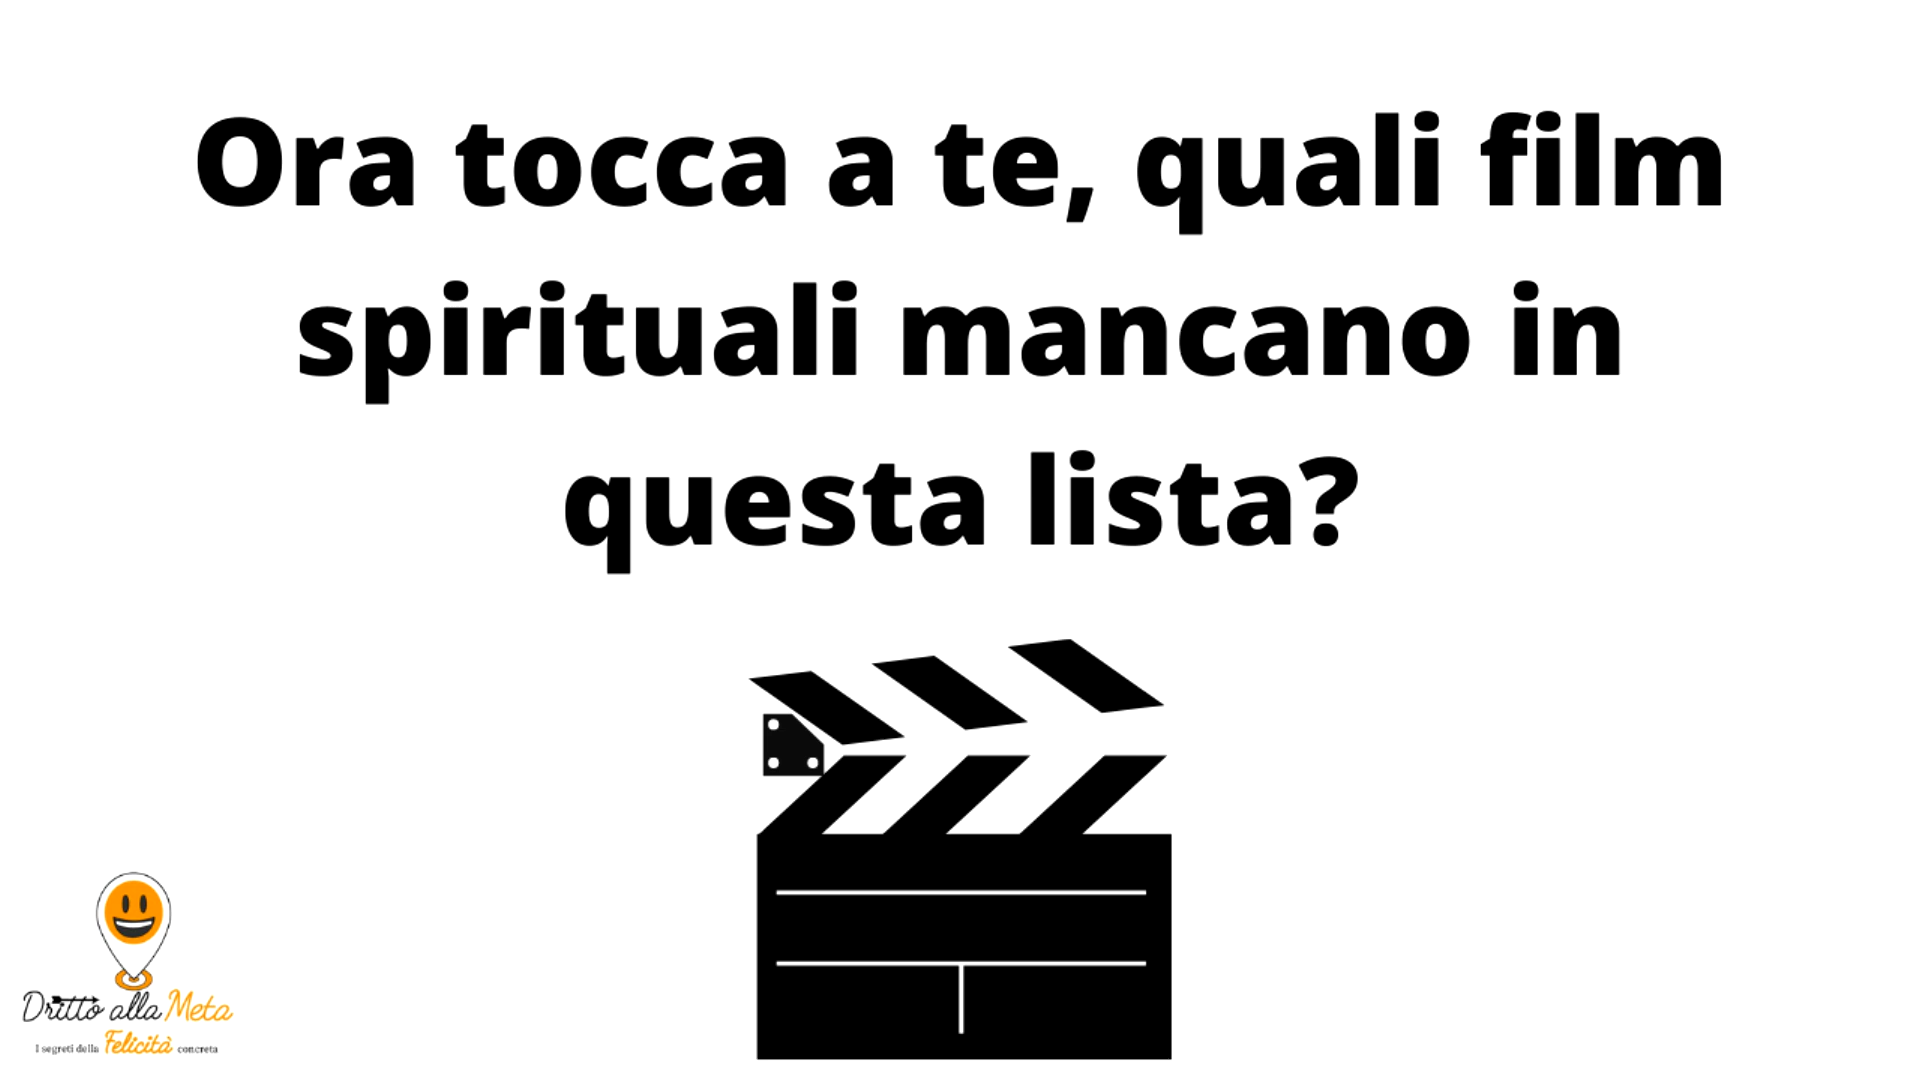 Ora tocca a te, quali film
spirituali mancano in
questa lista?
Dritto alla Meta
I segreti della Felicità concreta